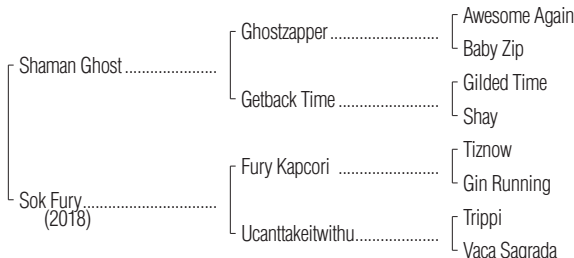 Awesome Again
Ghostzapper
Baby Zip
Shaman Ghost
Gilded Time
Getback Time
Shay
Tiznow
Fury Kapcori
Gin Running
Sok Fury
(2018)
Trippi
Ucanttakeitwithu
Vaca Sagrada